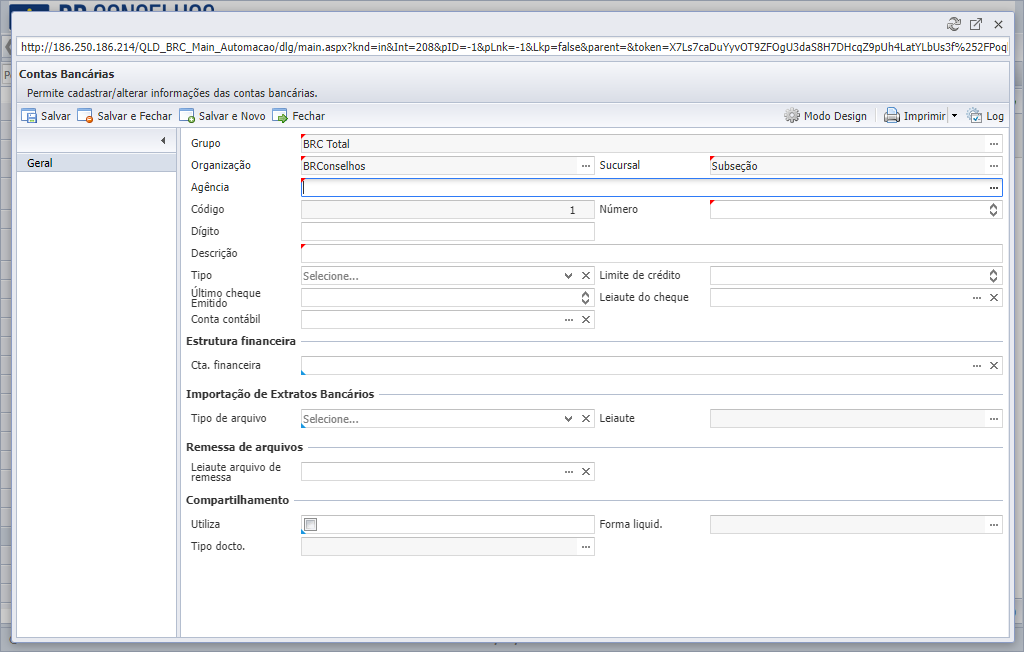 BR CONSELHOS
http://186.250.186.214/QLD_BRC_Main_Automacao/dlg/main.aspx?knd=in&Int=208&pID=-1&pLnk=-1&Lkp=false&parent=&token=X7Ls7caDuYyvOT9ZFOgU3daS8H7DHcqZ9pUh4LatYLbUs3f%252FPoq
Contas Bancárias
Permite cadastrar/alterar informações das contas bancárias.
Salvar Salvar e Fechar Salvar e Novo Fechar Modo Design Imprimir Log
Geral
Grupo BRC Total ...
Organização BRConselhos ... Sucursal Subseção ...
Agência ...
Código 1 Número
Dígito
Descrição
Tipo Selecione... Limite de crédito
Último cheque
Emitido Leiaute do cheque ...
Conta contábil ...
Estrutura financeira
Cta. financeira ...
Importação de Extratos Bancários
Tipo de arquivo Selecione... Leiaute ...
Remessa de arquivos
Leiaute arquivo de
remessa ...
Compartilhamento
Utiliza Forma liquid. ...
Tipo docto. ...